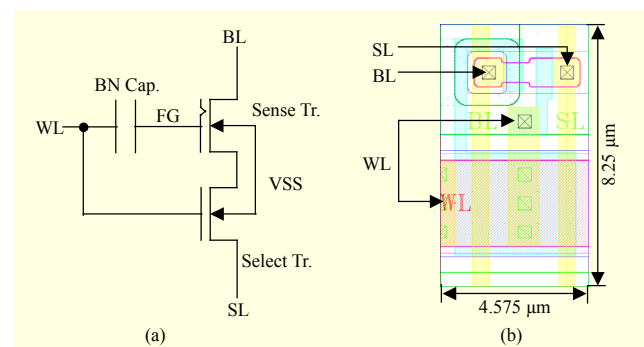 BL
BN Cap.
FG
Sense Tr.
WL
VSS
Select Tr.
SL
(a)
SL
BL
BL
SL
WL
WL
8.25 μm
4.575 μm
(b)